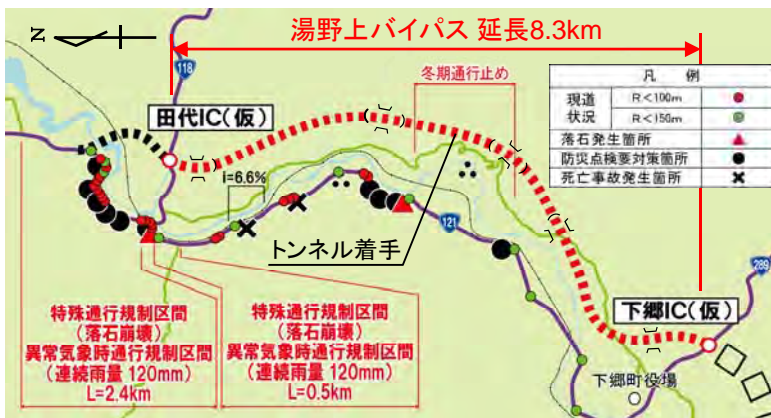 湯野上バイパス 延長8.3km
N
118
冬期通行止め
田代IC(仮)
凡 例
現道状況
R<100m
R<150m
落石発生箇所
防災点検要対策箇所
死亡事故発生箇所
i=6.6%
121
トンネル着手
289
下郷IC(仮)
下郷町役場
特殊通行規制区間
(落石崩壊)
異常気象時通行規制区間
(連続雨量 120mm)
L=2.4km
特殊通行規制区間
(落石崩壊)
異常気象時通行規制区間
(連続雨量 120mm)
L=0.5km